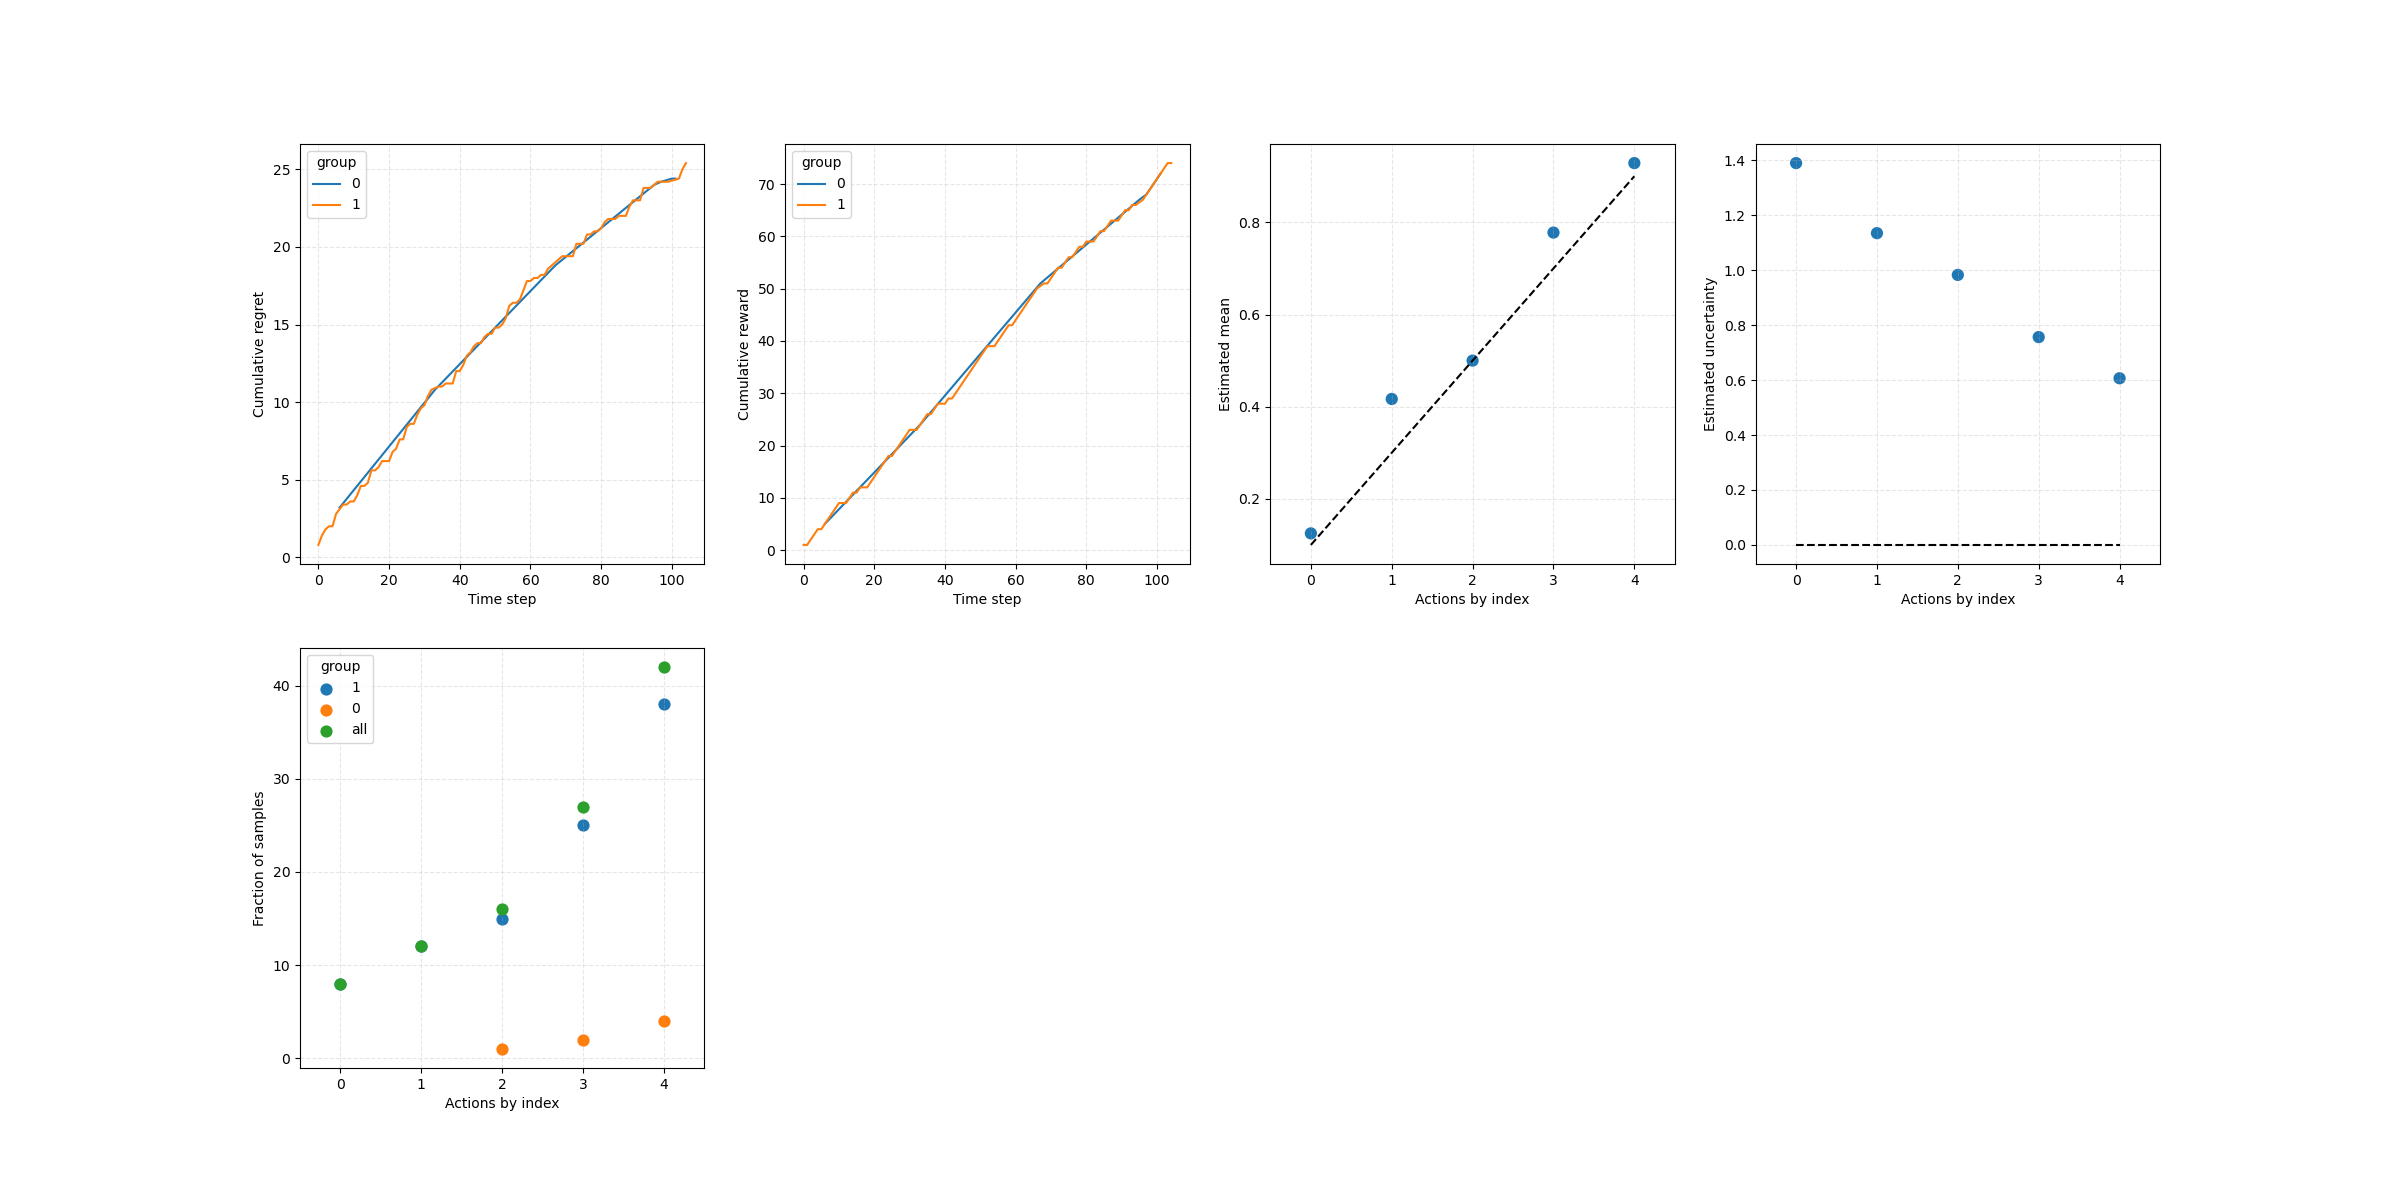 group
0
1
25
20
15
10
5
0
Cumulative regret
0 20 40 60 80 100
Time step
group
0
1
70
60
50
40
30
20
10
0
Cumulative reward
0 20 40 60 80 100
Time step
0.8
0.6
0.4
0.2
Estimated mean
0 1 2 3 4
Actions by index
1.4
1.2
1.0
0.8
0.6
0.4
0.2
0.0
Estimated uncertainty
0 1 2 3 4
Actions by index
group
1
0
all
40
30
20
10
0
Fraction of samples
0 1 2 3 4
Actions by index